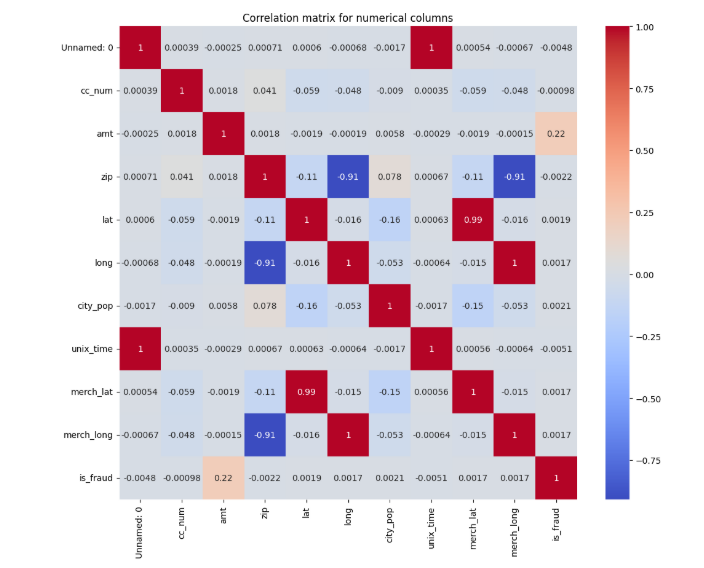 Correlation matrix for numerical columns
Unnamed: 0 1 0.00039 -0.00025 0.00071 0.0006 -0.00068 -0.0017 1 0.00054 -0.00067 -0.0048
cc_num 0.00039 1 0.0018 0.041 -0.059 -0.048 -0.009 0.00035 -0.059 -0.048 -0.00098
amt -0.00025 0.0018 1 0.0018 -0.0019 -0.00019 0.0058 -0.00029 -0.0019 -0.00015 0.22
zip 0.00071 0.041 0.0018 1 -0.11 -0.91 0.078 0.00067 -0.11 -0.91 -0.0022
lat 0.0006 -0.059 -0.0019 -0.11 1 -0.016 -0.16 0.00063 0.99 -0.016 0.0019
long -0.00068 -0.048 -0.00019 -0.91 -0.016 1 -0.053 -0.00064 -0.015 1 0.0017
city_pop -0.0017 -0.009 0.0058 0.078 -0.16 -0.053 1 -0.0017 -0.15 -0.053 0.0021
unix_time 1 0.00035 -0.00029 0.00067 0.00063 -0.00064 -0.0017 1 0.00056 -0.00064 -0.0051
merch_lat 0.00054 -0.059 -0.0019 -0.11 0.99 -0.015 -0.15 0.00056 1 -0.015 0.0017
merch_long -0.00067 -0.048 -0.00015 -0.91 -0.016 1 -0.053 -0.00064 -0.015 1 0.0017
is_fraud -0.0048 -0.00098 0.22 -0.0022 0.0019 0.0017 0.0021 -0.0051 0.0017 0.0017 1
Unnamed: 0 cc_num amt zip lat long city_pop unix_time merch_lat merch_long is_fraud
1.00
0.75
0.50
0.25
0.00
−0.25
−0.50
−0.75